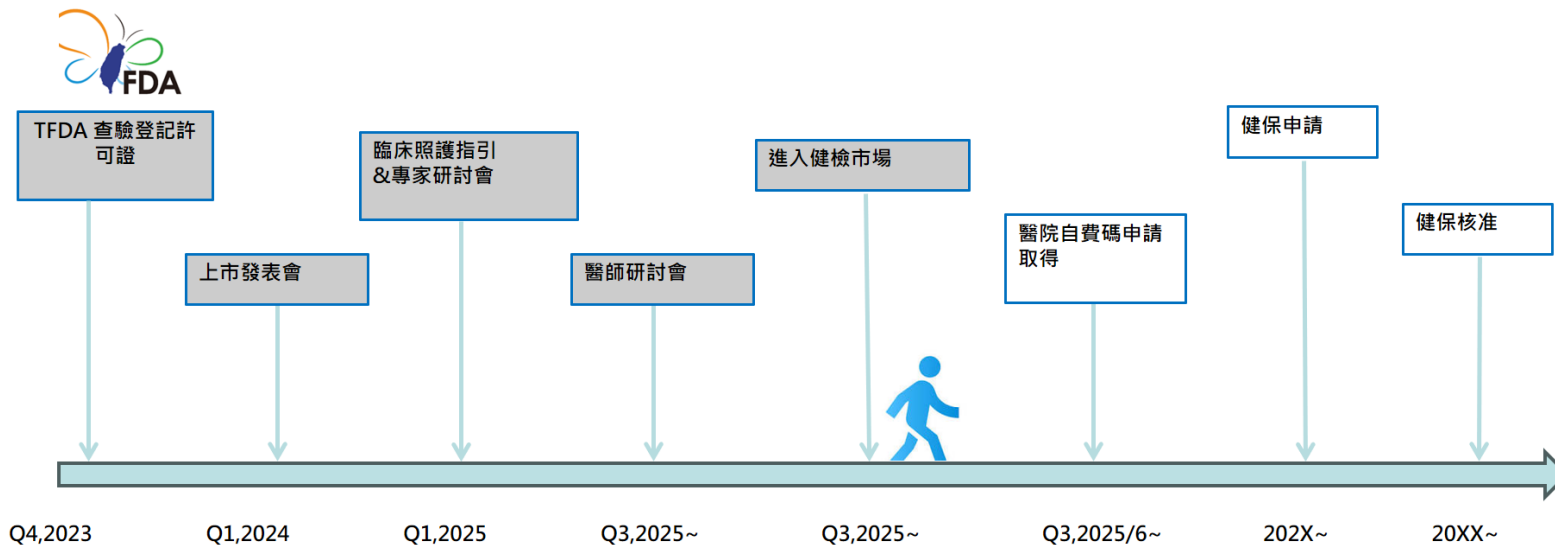 FDA
TFDA 查驗登記許
可證
上市發表會
臨床照護指引
&專家研討會
醫師研討會
進入健檢市場
醫院自費碼申請
取得
健保申請
健保核准
Q4,2023
Q1,2024
Q1,2025
Q3,2025~
Q3,2025~
Q3,2025/6~
202X~
20XX~